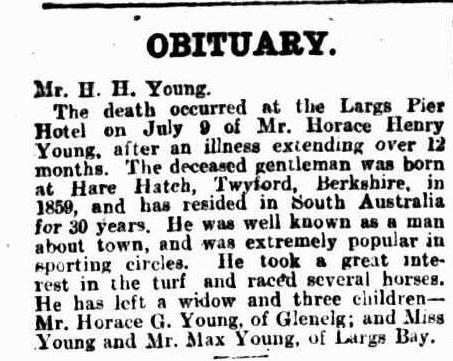 OBITUARY.
Mr. H. H. Young.
The death occurred at the Largs Pier
Hotel on July 9 of Mr. Horace Henry
Young, after an illness extending over 12
months. The deceased gentleman was born
at Hare Hatch, Twyford, Berkshire, in
1859, and has resided in South Australia
for 30 years. He was well known as a man
about town, and was extremely popular in
sporting circles. He took a great inte-
rest in the turf and raced several horses.
He has left a widow and three children—
Mr. Horace G. Young, of Glenelg; and Miss
Young and Mr. Max Young, of Largs Bay.